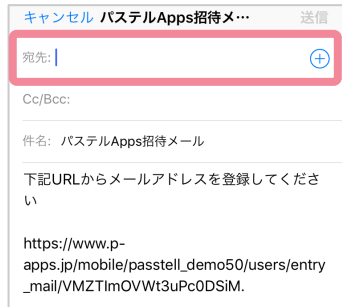 キャンセル パステルApps招待メ… 送信
宛先:
Cc/Bcc:
件名: パステルApps招待メール
下記URLからメールアドレスを登録してくださ
い
https://www.p-
apps.jp/mobile/passtell_demo50/users/entry
_mail/VMZTImOVWt3uPc0DSiM.